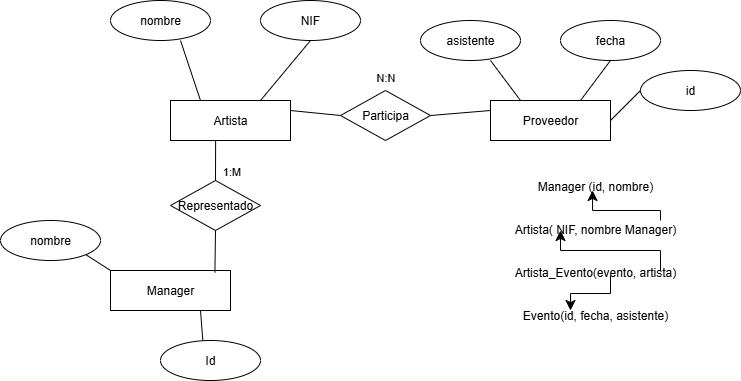 nombre
NIF
asistente
fecha
N:N
id
Artista
Participa
Proveedor
1:M
Manager (id, nombre)
Representado
Artista( NIF, nombre Manager)
nombre
Artista_Evento(evento, artista)
Manager
Evento(id, fecha, asistente)
Id